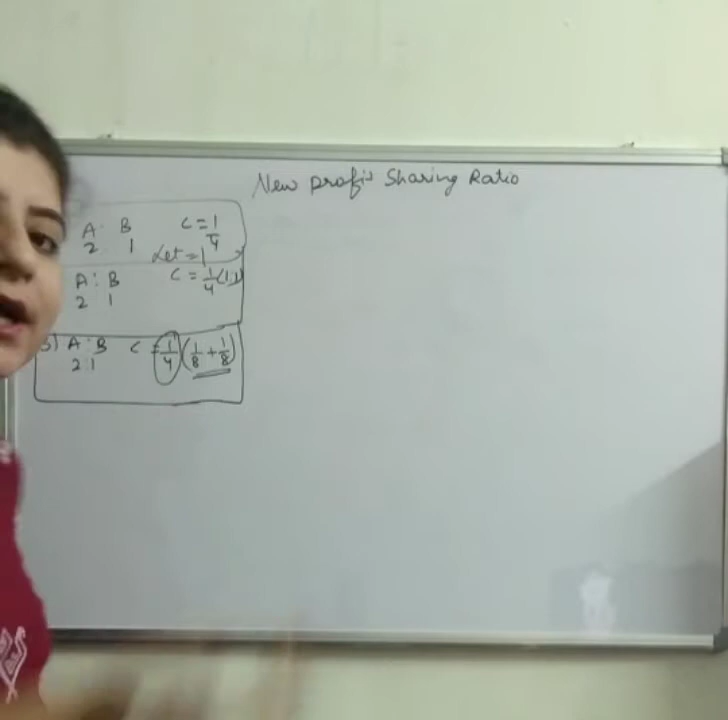 New Profit Sharing Ratio
A: B C = 1/4
2 1 Let = 1
A : B C = 1/4 (1:1)
2 1
3) A : B C = 1/4 (1/8 + 1/8)
2:1